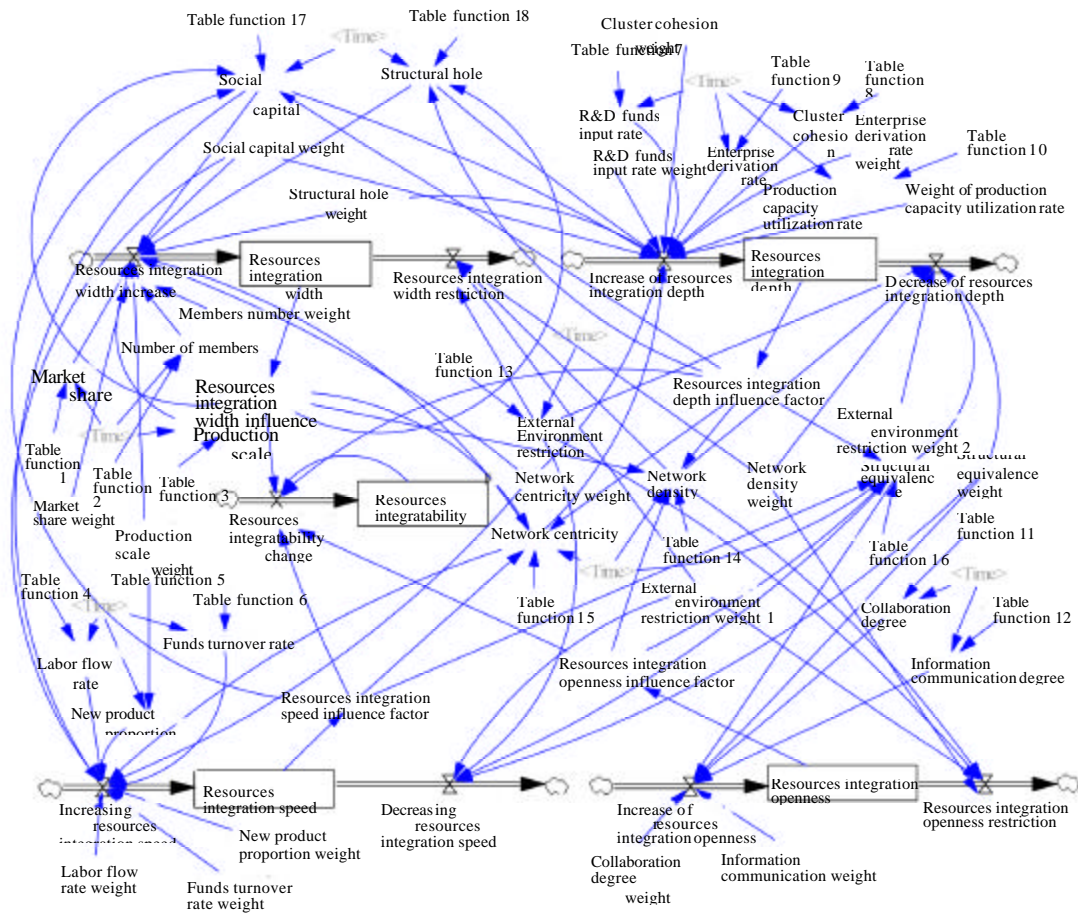 Table function 17
<Time>
Table function 18
Social
capital
Structural hole
Social capital weight
Structural hole
weight
Cluster cohesion
weight
Table function 7
<Time>
Table
function 9
Table
function
8
R&D funds
input rate
R&D funds
input rate weight
Cluster
cohesio
n
Enterprise
derivation
rate
weight
Enterprise
derivation
rate
Table
function 10
Production
capacity
utilization rate
Weight of production
capacity utilization rate
Resources integration
width increase
Resources
integration
width
Resources integration
width restriction
Increase of resources
integration depth
Resources
integration
depth
Decrease of resources
integration depth
Members number weight
Number of members
Market
share
Resources
integration
width influence
Production
scale
<Time>
Table
function
1
Table
function
2
Table
function 3
Market
share weight
Production
scale
weight
<Time>
Table
function 13
Resources integration
depth influence factor
External
Environment
restriction
External
environment
restriction weight 2
Network
centricity weight
Network
density
Network
density
weight
Structural
equivalenc
e
Structural
equivalence
weight
Resources
integratability
Resources
integratability
change
Network centricity
Table
function 14
Table
function 16
Table
function 11
<Time>
<Time>
Table
function 4
Table function 5
Table function 6
<Time>
Funds turnover rate
Labor flow
rate
New product
proportion
Table
function 15
External
environment
restriction weight 1
Collaboration
degree
Table
function 12
Information
communication degree
Resources integration
speed influence factor
Resources integration
openness influence factor
Increasing
resources
integration speed
Resources
integration speed
Decreasing
resources
integration speed
Increase of
resources
integration openness
Resources integration
openness
Resources integration
openness restriction
New product
proportion weight
Labor flow
rate weight
Funds turnover
rate weight
Collaboration
degree
weight
Information
communication weight